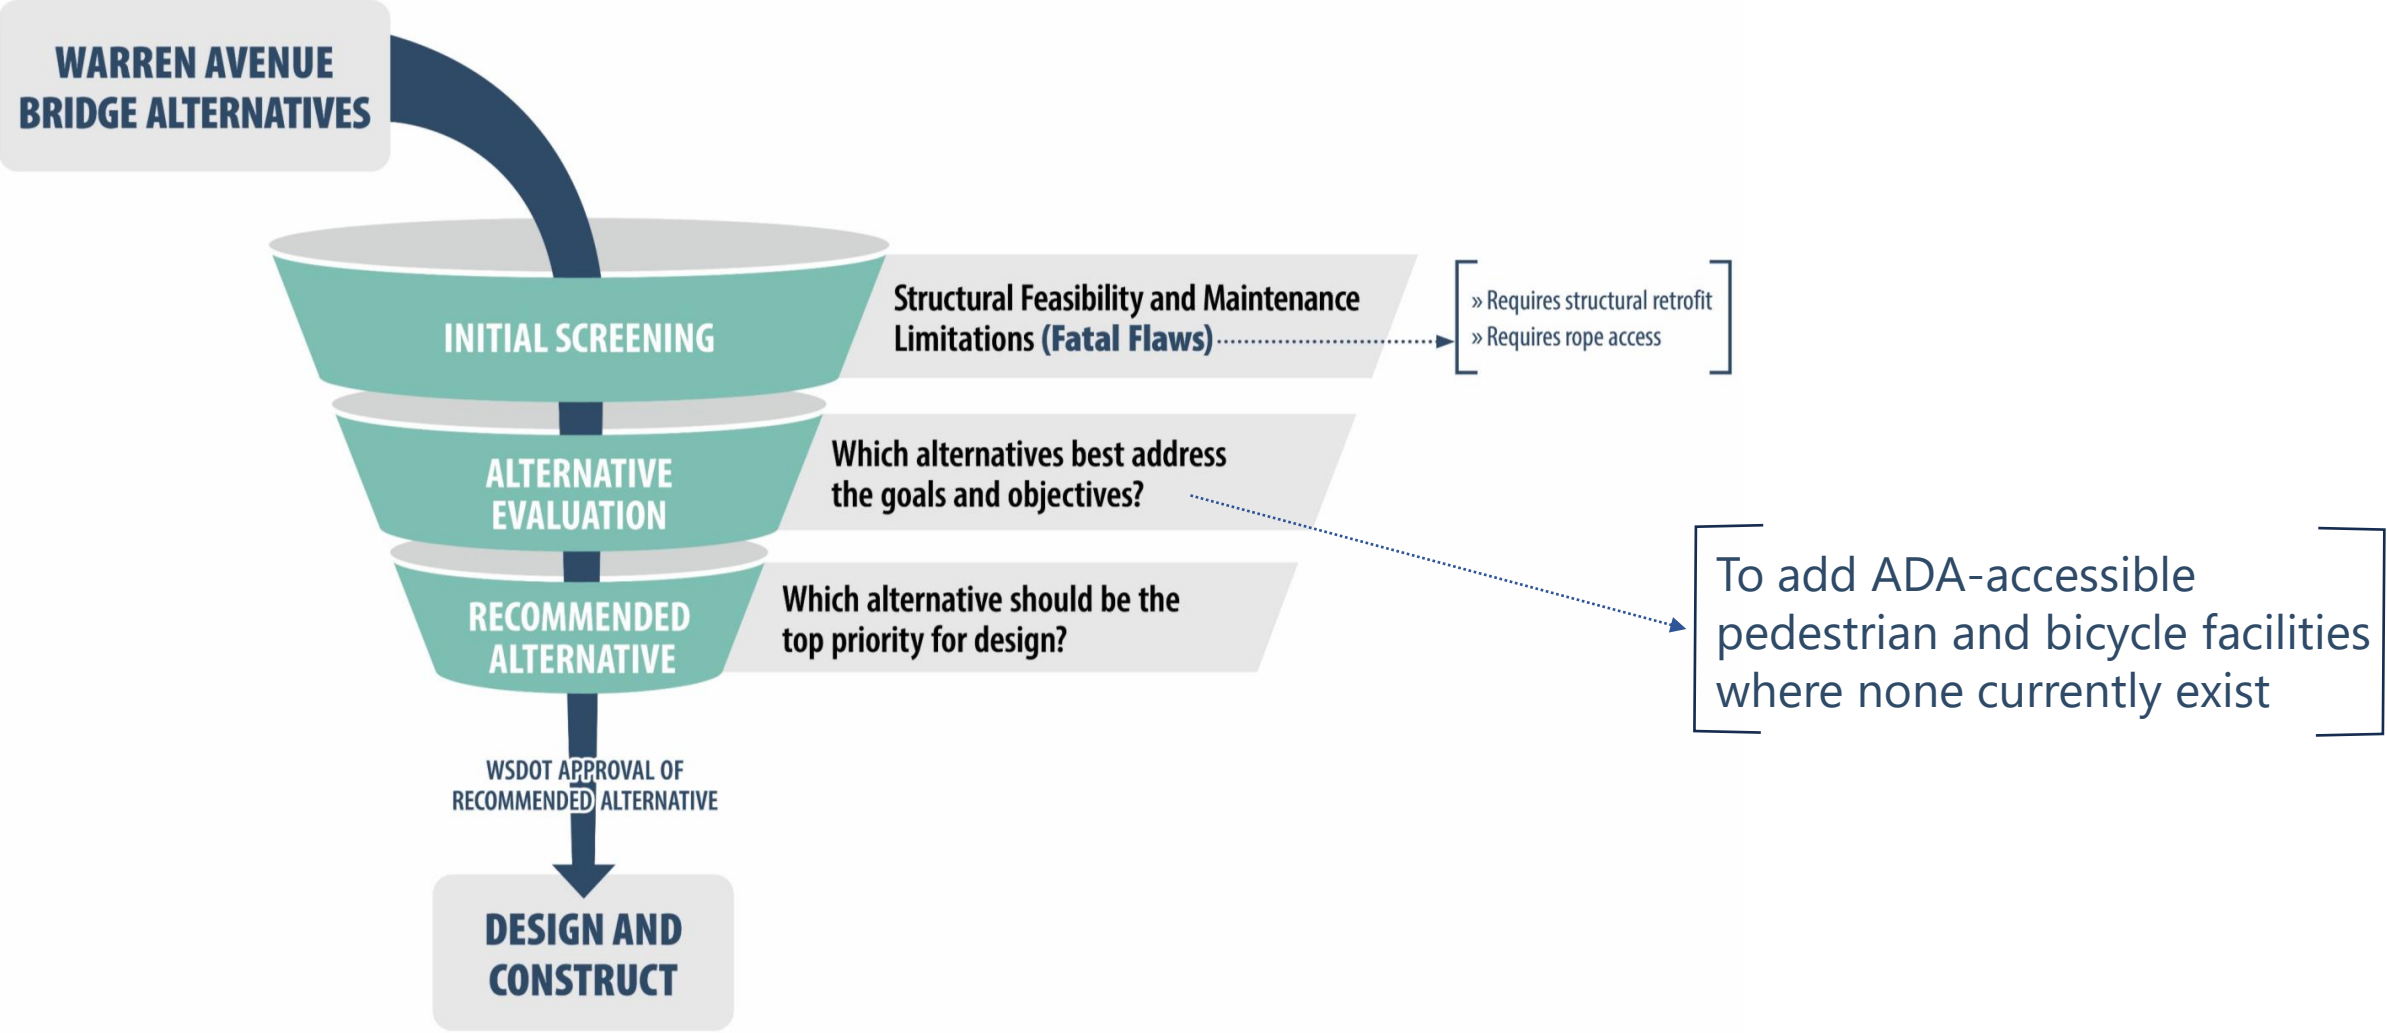 WARREN AVENUE
BRIDGE ALTERNATIVES
INITIAL SCREENING
Structural Feasibility and Maintenance
Limitations (Fatal Flaws)
» Requires structural retrofit
» Requires rope access
ALTERNATIVE
EVALUATION
Which alternatives best address
the goals and objectives?
To add ADA-accessible
pedestrian and bicycle facilities
where none currently exist
RECOMMENDED
ALTERNATIVE
Which alternative should be the
top priority for design?
WSDOT APPROVAL OF
RECOMMENDED ALTERNATIVE
DESIGN AND
CONSTRUCT